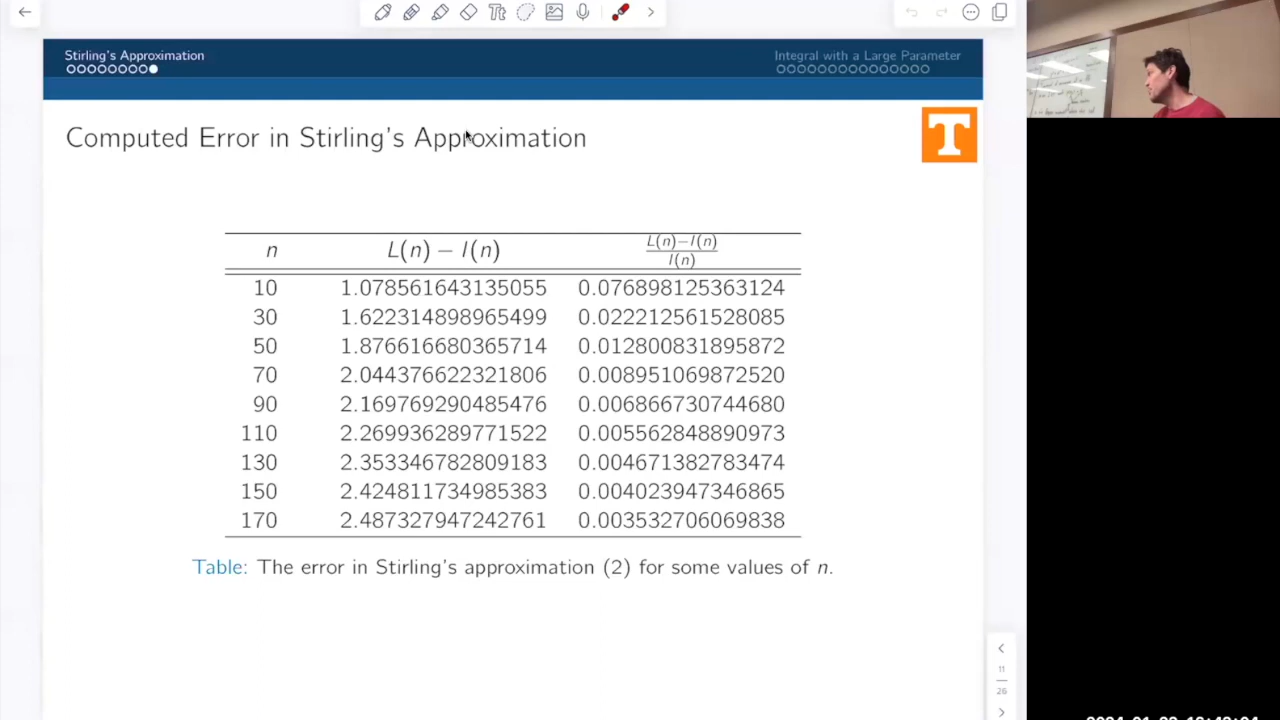 Stirling's Approximation
Integral with a Large Parameter
Computed Error in Stirling's Approximation
T
n L(n) − I(n) L(n)−I(n) / I(n)
10 1.078561643135055 0.076898125363124
30 1.622314898965499 0.022212561528085
50 1.876616680365714 0.012800831895872
70 2.044376622321806 0.008951069872520
90 2.169769290485476 0.006866730744680
110 2.269936289771522 0.005562848890973
130 2.353346782809183 0.004671382783474
150 2.424811734985383 0.004023947346865
170 2.487327947242761 0.003532706069838
Table: The error in Stirling's approximation (2) for some values of n.
11
26